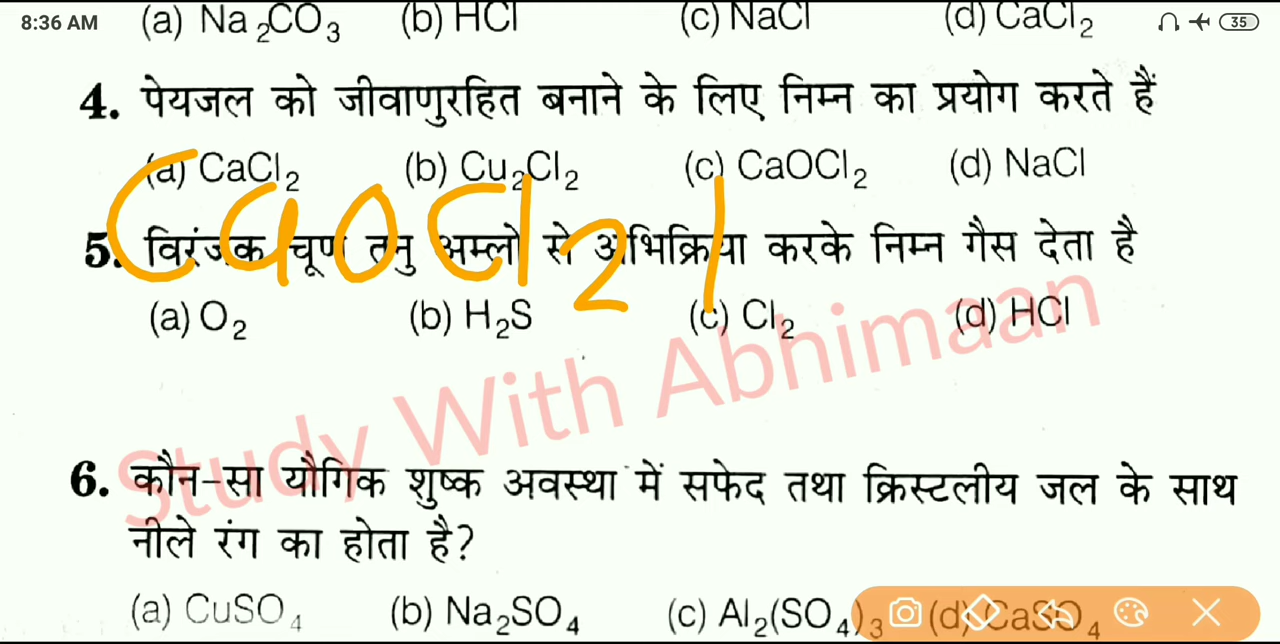 8:36 AM
35
(a) Na₂CO₃ (b) HCl (c) NaCl (d) CaCl₂
4. पेयजल को जीवाणुरहित बनाने के लिए निम्न का प्रयोग करते हैं
(a) CaCl₂ (b) Cu₂Cl₂ (c) CaOCl₂ (d) NaCl
CaOCl₂
5. विरंजक चूर्ण तनु अम्लों से अभिक्रिया करके निम्न गैस देता है
(a) O₂ (b) H₂S (c) Cl₂ (d) HCl
Study With Abhimaan
6. कौन-सा यौगिक शुष्क अवस्था में सफेद तथा क्रिस्टलीय जल के साथ
नीले रंग का होता है?
(a) CuSO₄ (b) Na₂SO₄ (c) Al₂(SO₄)₃ (d) CaSO₄